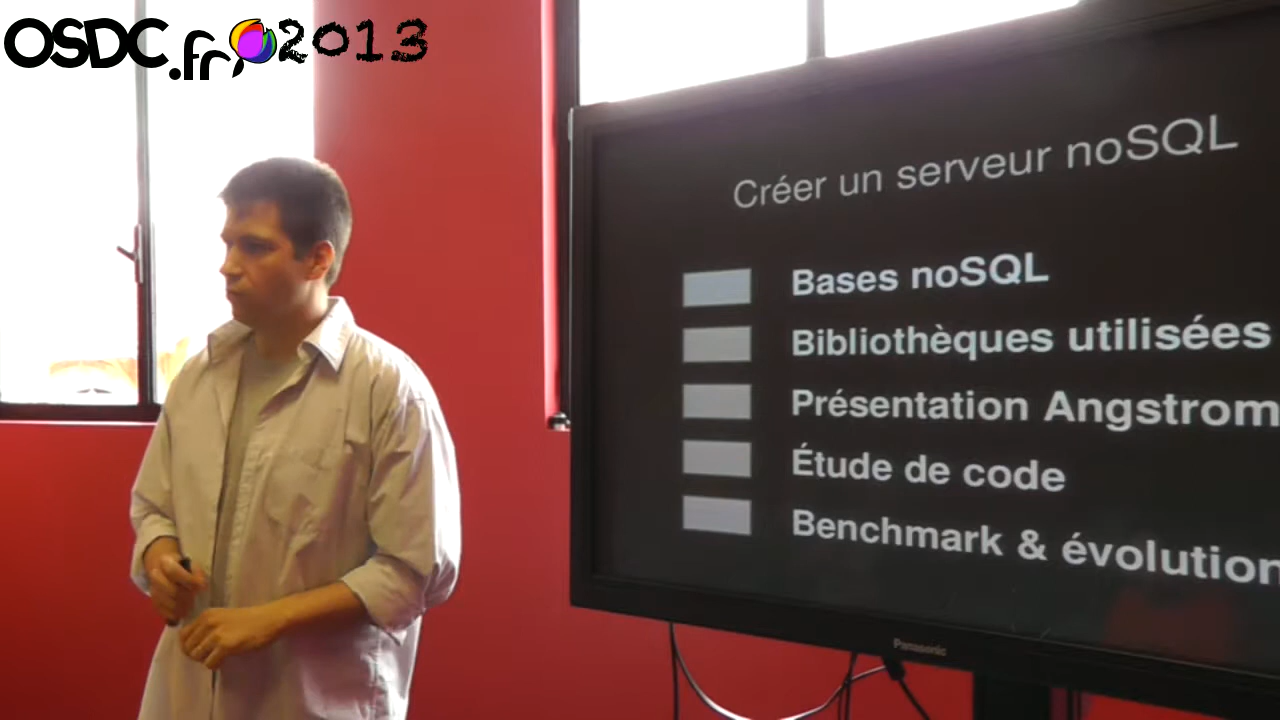 OSDC.fr 2013
Créer un serveur noSQL
Bases noSQL
Bibliothèques utilisées
Présentation Angstrom
Étude de code
Benchmark & évolution
Panasonic